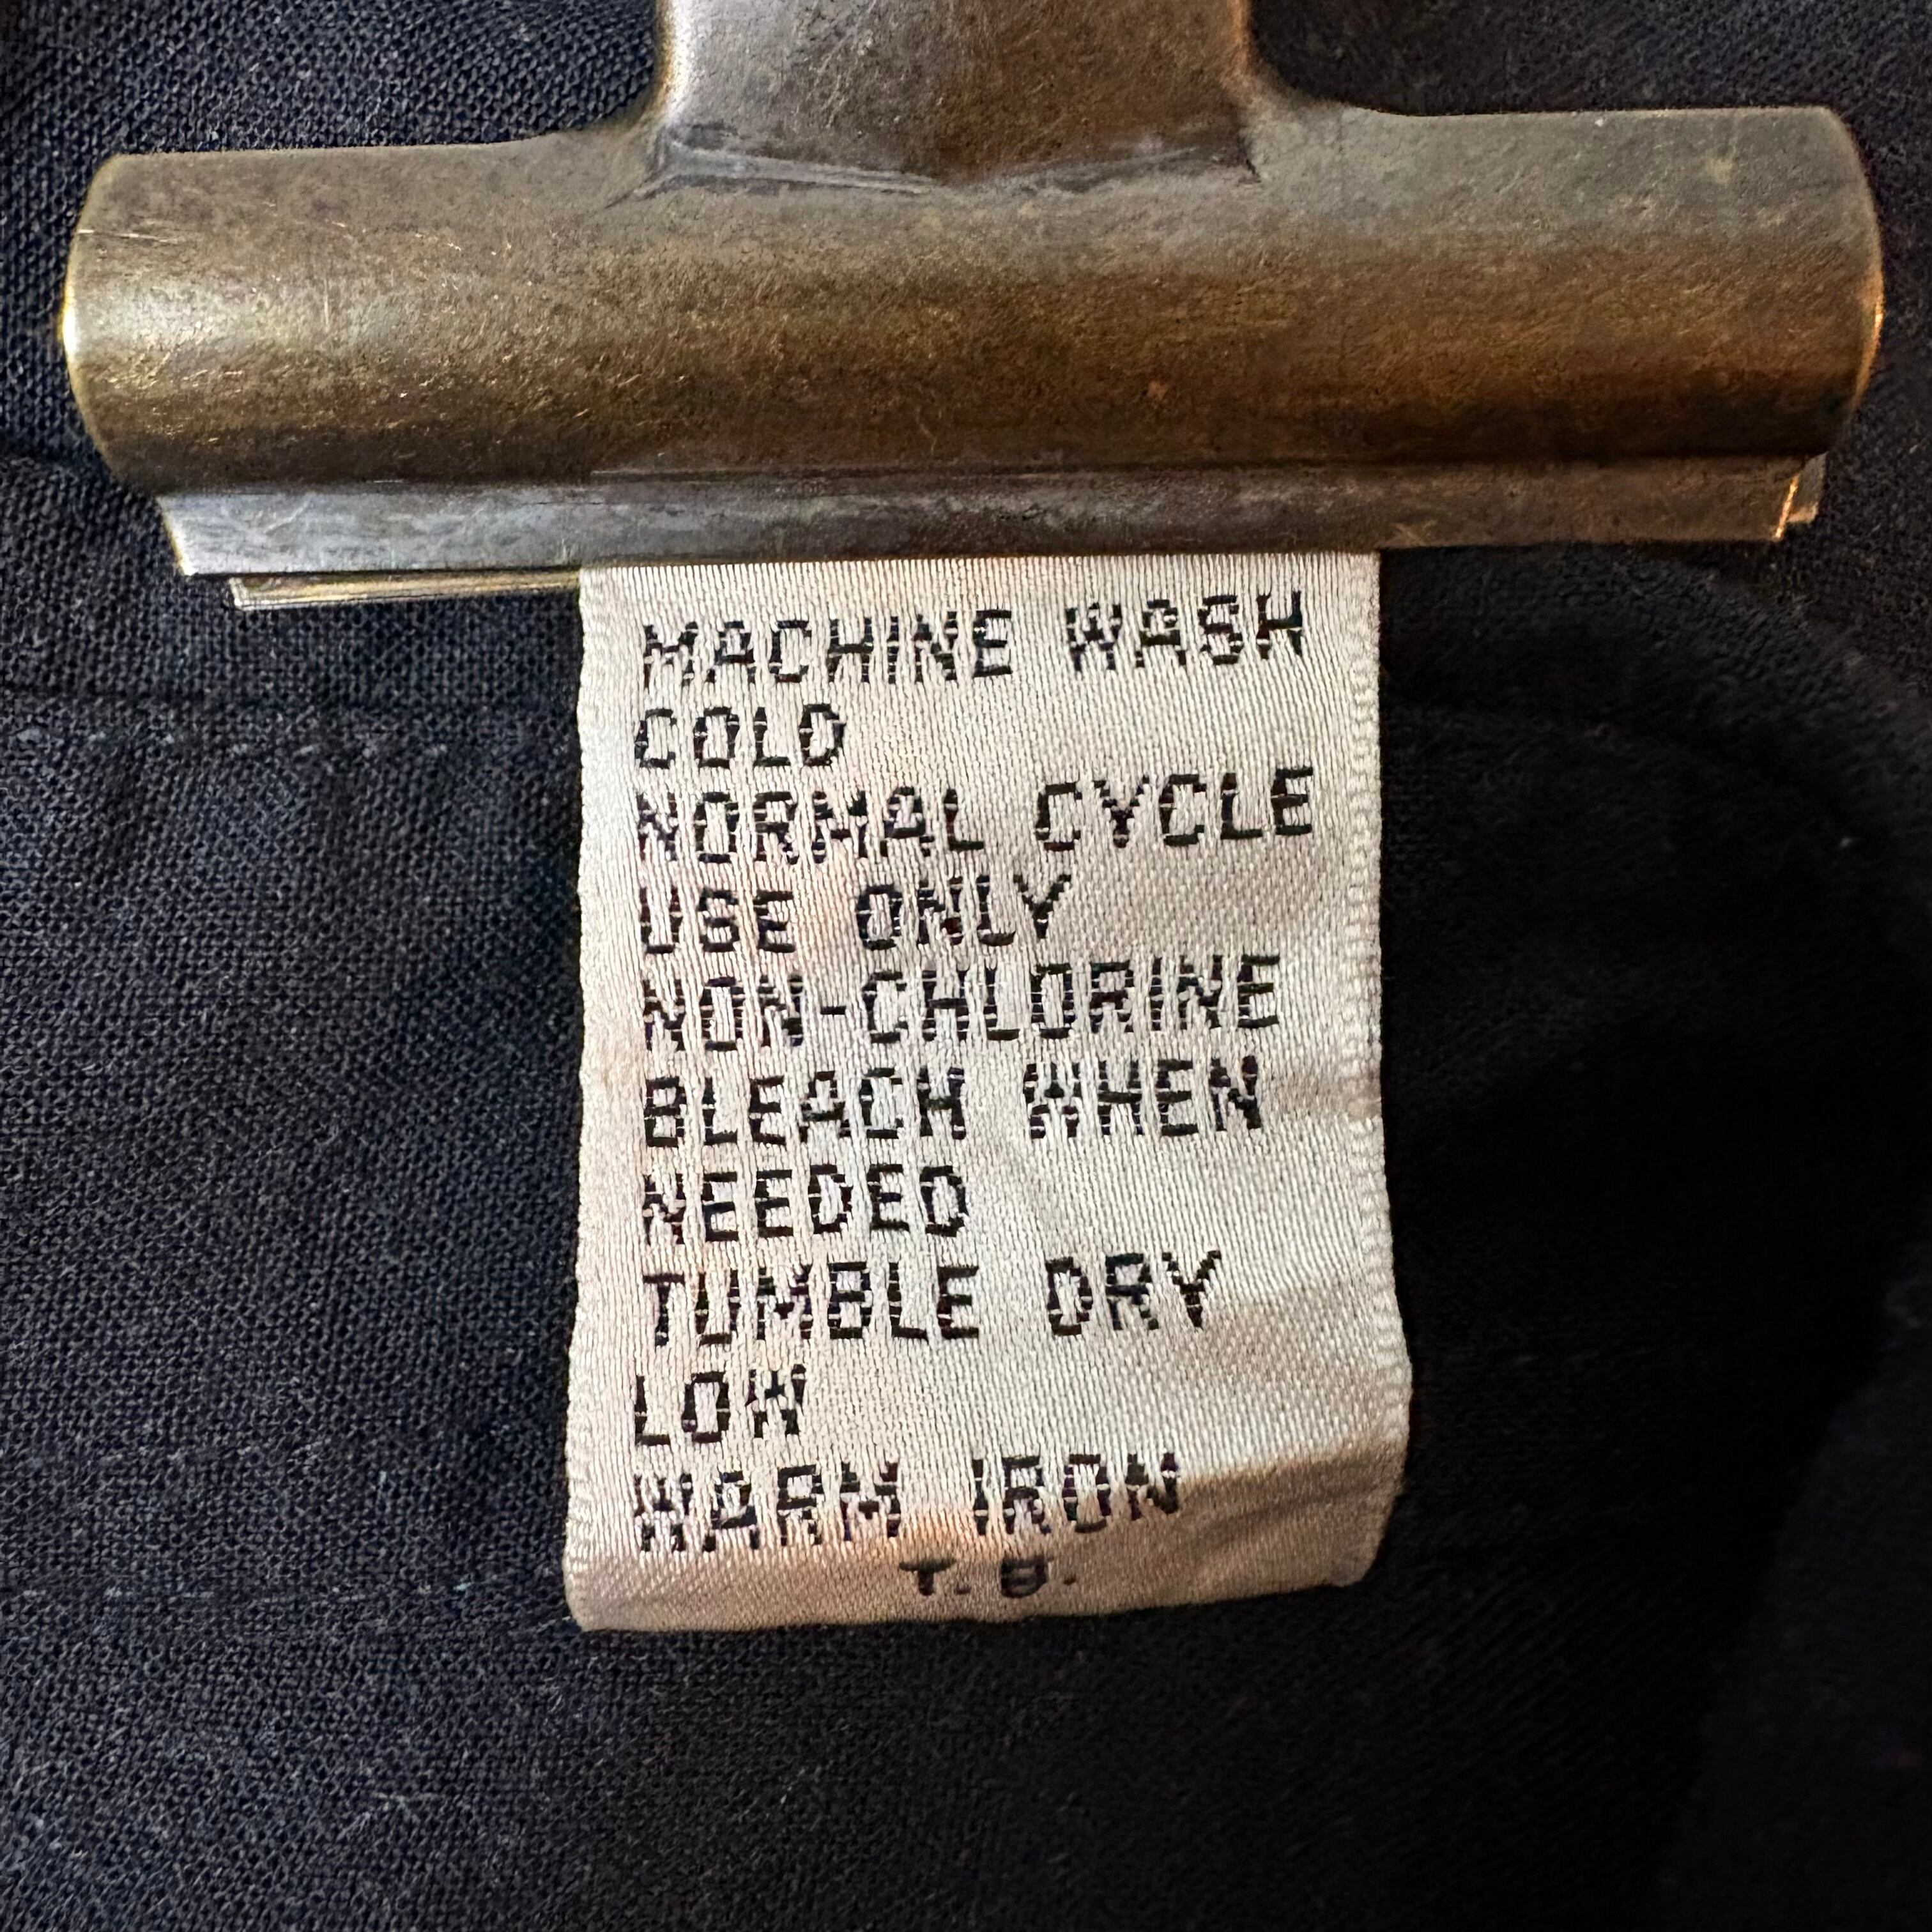 MACHINE WASH
COLD
NORMAL CYCLE
USE ONLY
NON-CHLORINE
BLEACH WHEN
NEEDED
TUMBLE DRY
LOW
WARM IRON
T.B.